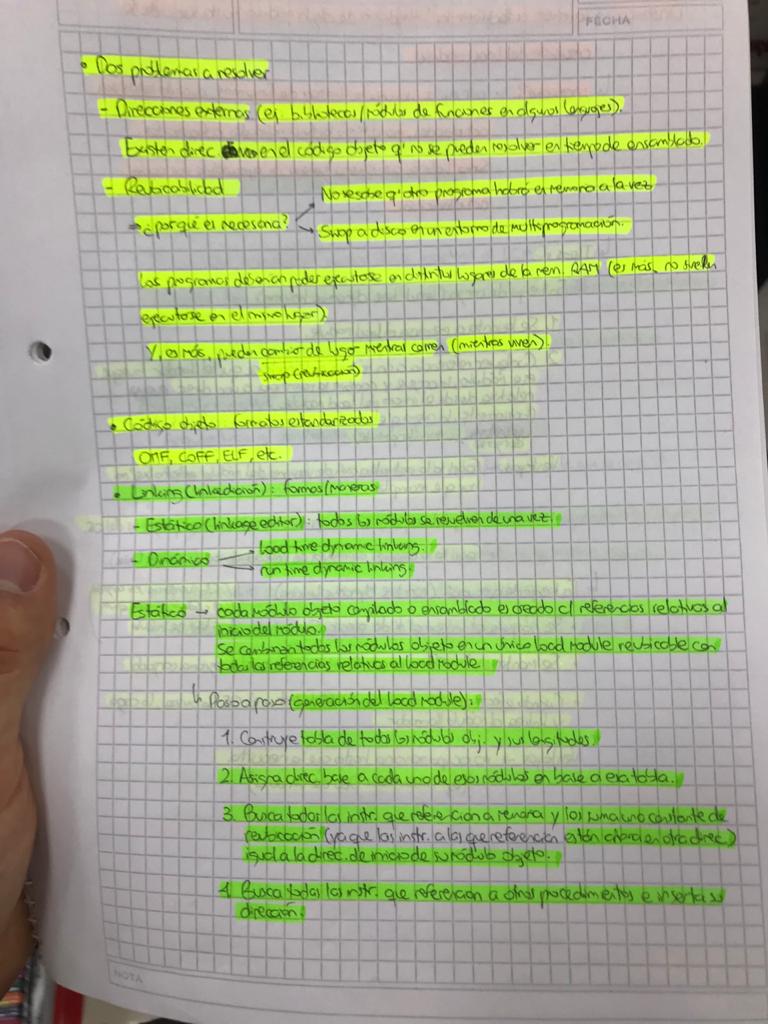 FECHA
• Dos problemas a resolver
- Direcciones externas (ej. bibliotecas/módulos de funciones en algunos lenguajes).
Existen direc. en el código objeto q' no se pueden resolver en tiempo de ensamblado.
- Reubicabilidad
No se sabe q' otro programa habrá en memoria a la vez
→ ¿porqué es necesaria?
Swap a disco en un entorno de multiprogramación.
Los programas deberían poder ejecutarse en distintos lugares de la mem. RAM (es más, no suelen
ejecutarse en el mismo lugar).
Y, es más, pueden cambiar de lugar mientras corren (mientras viven).
swap (reubicación)
• Código objeto formatos estandarizados
OMF, COFF, ELF, etc.
• Linking (linkedición): formas/maneras
- Estático (linkage editor): todos los módulos se resuelven de una vez.
- Dinámico → load time dynamic linking.
→ run time dynamic linking.
Estático → cada módulo objeto compilado o ensamblado es creado c/ referencias relativas al
inicio del módulo.
Se combinan todos los módulos objeto en un único load module reubicable con
todas las referencias relativas al load module.
↳ Paso a paso (generación del load module):
1. Construye tabla de todos los módulos obj. y sus longitudes.
2. Asigna direc. base a cada uno de esos módulos en base a esa tabla.
3. Busca todas las instr. que referencian a memoria y les suma una constante de
reubicación (ya que las instr. a las que referencian están ahora en otra direc.)
igual a la direc. de inicio de su módulo objeto.
4. Busca todas las instr. que referencian a otros procedimientos e inserta su
dirección.
NOTA